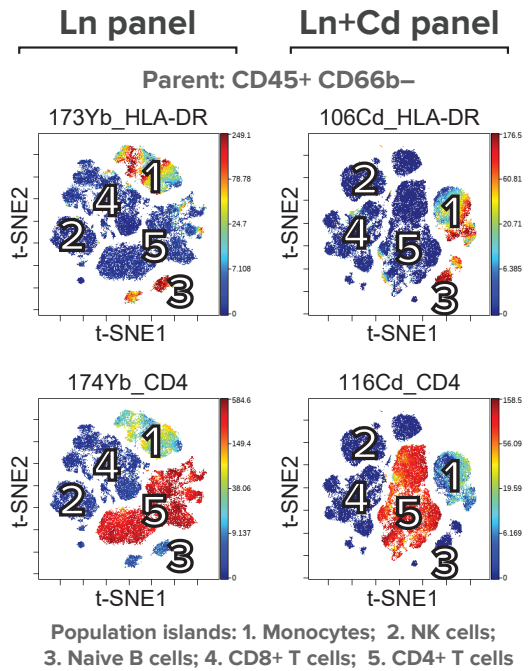 Ln panel
Ln+Cd panel
Parent: CD45+ CD66b–
173Yb_HLA-DR
106Cd_HLA-DR
t-SNE2
1
4
2
5
3
249.1
78.78
24.7
7.108
0
t-SNE1
t-SNE2
2
1
4
5
3
176.5
60.81
20.71
6.385
0
t-SNE1
174Yb_CD4
116Cd_CD4
t-SNE2
1
4
2
5
3
584.6
149.4
38.06
9.137
0
t-SNE1
t-SNE2
2
1
4
5
3
158.5
56.09
19.59
6.169
0
t-SNE1
Population islands: 1. Monocytes; 2. NK cells;
3. Naive B cells; 4. CD8+ T cells; 5. CD4+ T cells